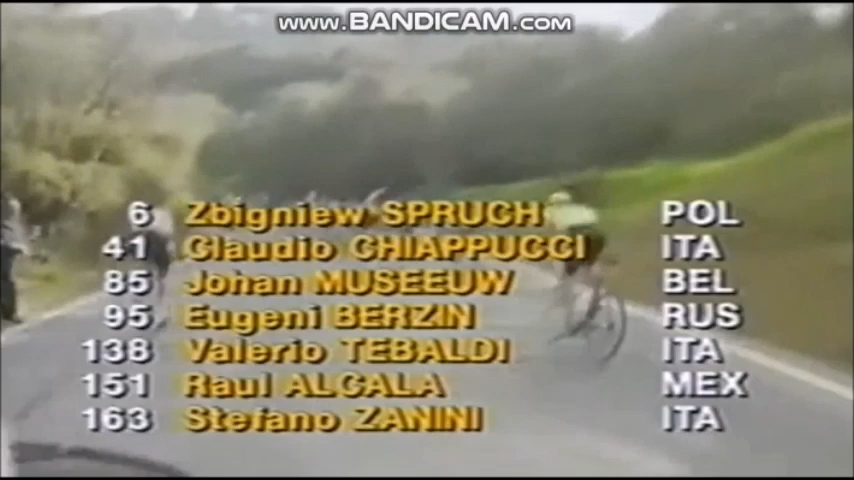 www.BANDICAM.com
6 Zbigniew SPRUCH POL
41 Claudio CHIAPPUCCI ITA
85 Johan MUSEEUW BEL
95 Eugeni BERZIN RUS
138 Valerio TEBALDI ITA
151 Raul ALCALA MEX
163 Stefano ZANINI ITA